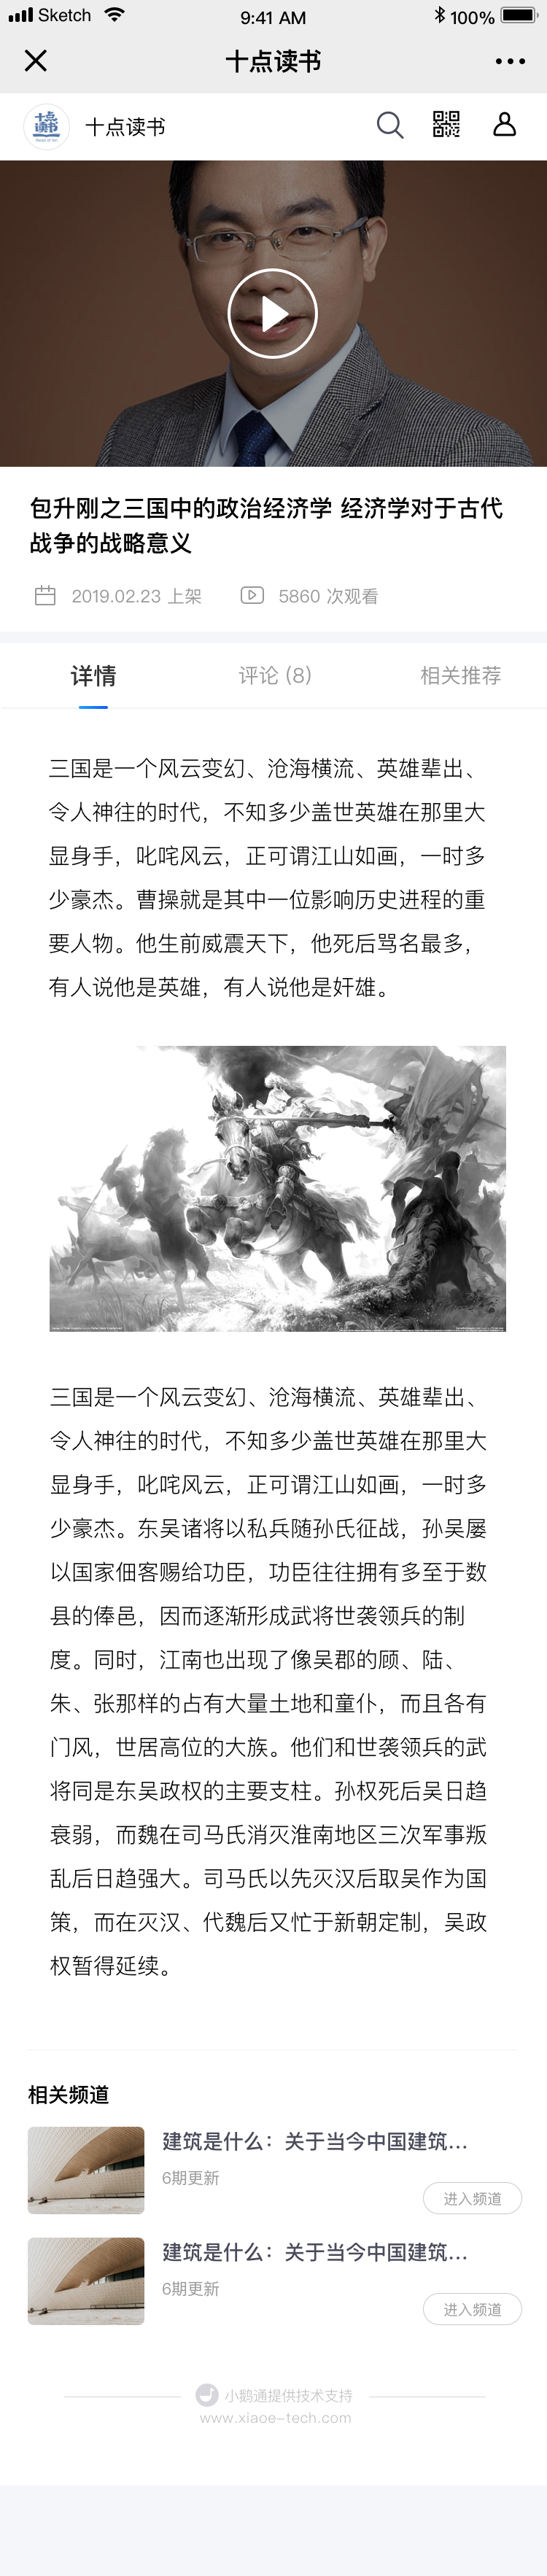 Sketch 9:41 AM 100%
十点读书
十点读书
包升刚之三国中的政治经济学 经济学对于古代
战争的战略意义
2019.02.23 上架 5860 次观看
详情 评论 (8) 相关推荐
三国是一个风云变幻、沧海横流、英雄辈出、
令人神往的时代，不知多少盖世英雄在那里大
显身手，叱咤风云，正可谓江山如画，一时多
少豪杰。曹操就是其中一位影响历史进程的重
要人物。他生前威震天下，他死后骂名最多，
有人说他是英雄，有人说他是奸雄。
三国是一个风云变幻、沧海横流、英雄辈出、
令人神往的时代，不知多少盖世英雄在那里大
显身手，叱咤风云，正可谓江山如画，一时多
少豪杰。东吴诸将以私兵随孙氏征战，孙吴屡
以国家佃客赐给功臣，功臣往往拥有多至于数
县的俸邑，因而逐渐形成武将世袭领兵的制
度。同时，江南也出现了像吴郡的顾、陆、
朱、张那样的占有大量土地和童仆，而且各有
门风，世居高位的大族。他们和世袭领兵的武
将同是东吴政权的主要支柱。孙权死后吴日趋
衰弱，而魏在司马氏消灭淮南地区三次军事叛
乱后日趋强大。司马氏以先灭汉后取吴作为国
策，而在灭汉、代魏后又忙于新朝定制，吴政
权暂得延续。
相关频道
建筑是什么：关于当今中国建筑...
6期更新
进入频道
建筑是什么：关于当今中国建筑...
6期更新
进入频道
小鹅通提供技术支持
www.xiaoe-tech.com